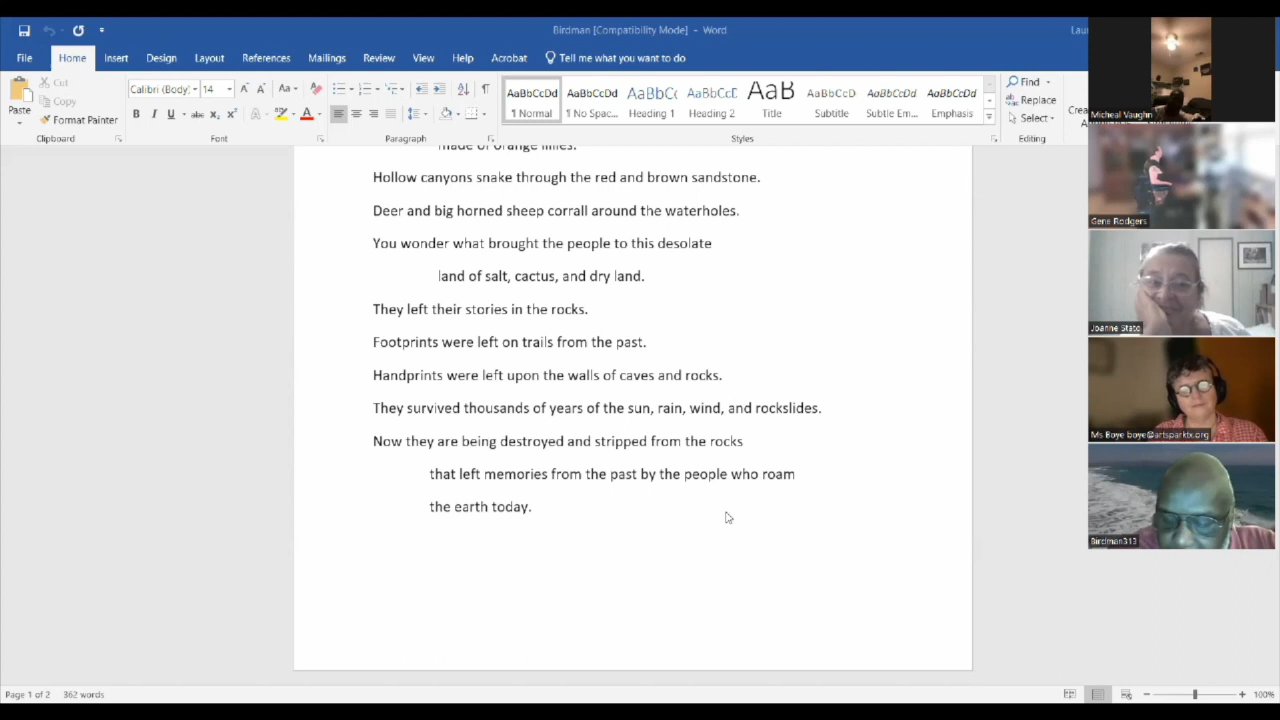 Birdman [Compatibility Mode] - Word
Lau
File Home Insert Design Layout References Mailings Review View Help Acrobat Tell me what you want to do
Paste
Cut
Copy
Format Painter
Clipboard
Calibri (Body) 14
Aa
B I U abc x₂ x²
Font
Paragraph
AaBbCcDd AaBbCcDd AaBbCc AaBbCcD AaB AaBbCcD AaBbCcDd AaBbCcDd
¶ Normal ¶ No Spac... Heading 1 Heading 2 Title Subtitle Subtle Em... Emphasis
Styles
Find
Replace
Select
Editing
Hollow canyons snake through the red and brown sandstone.
Deer and big horned sheep corrall around the waterholes.
You wonder what brought the people to this desolate
land of salt, cactus, and dry land.
They left their stories in the rocks.
Footprints were left on trails from the past.
Handprints were left upon the walls of caves and rocks.
They survived thousands of years of the sun, rain, wind, and rockslides.
Now they are being destroyed and stripped from the rocks
that left memories from the past by the people who roam
the earth today.
Micheal Vaughn
Gene Rodgers
Joanne Stato
Ms Boye boye@artsparktx.org
Birdman313
Page 1 of 2 362 words
100%